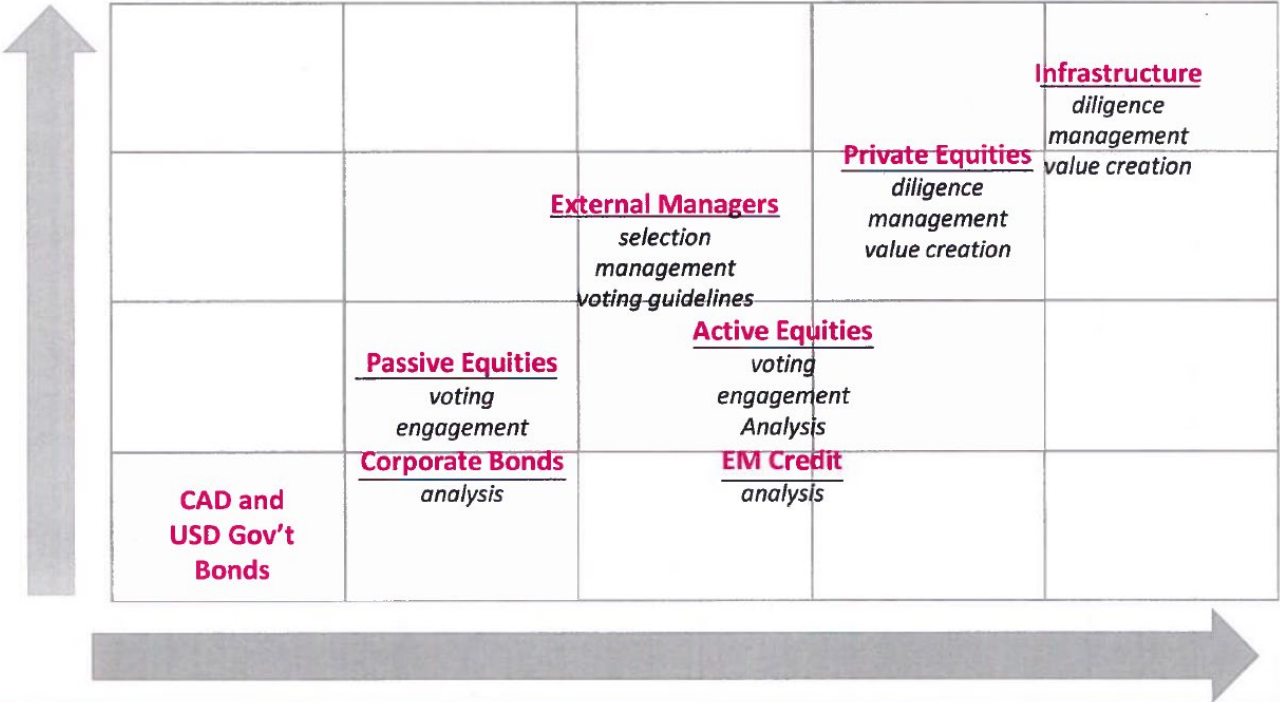 Infrastructure
diligence
management
value creation
Private Equities
diligence
management
value creation
External Managers
selection
management
voting guidelines
Active Equities
voting
engagement
Analysis
Passive Equities
voting
engagement
Corporate Bonds
analysis
EM Credit
analysis
CAD and
USD Gov't
Bonds